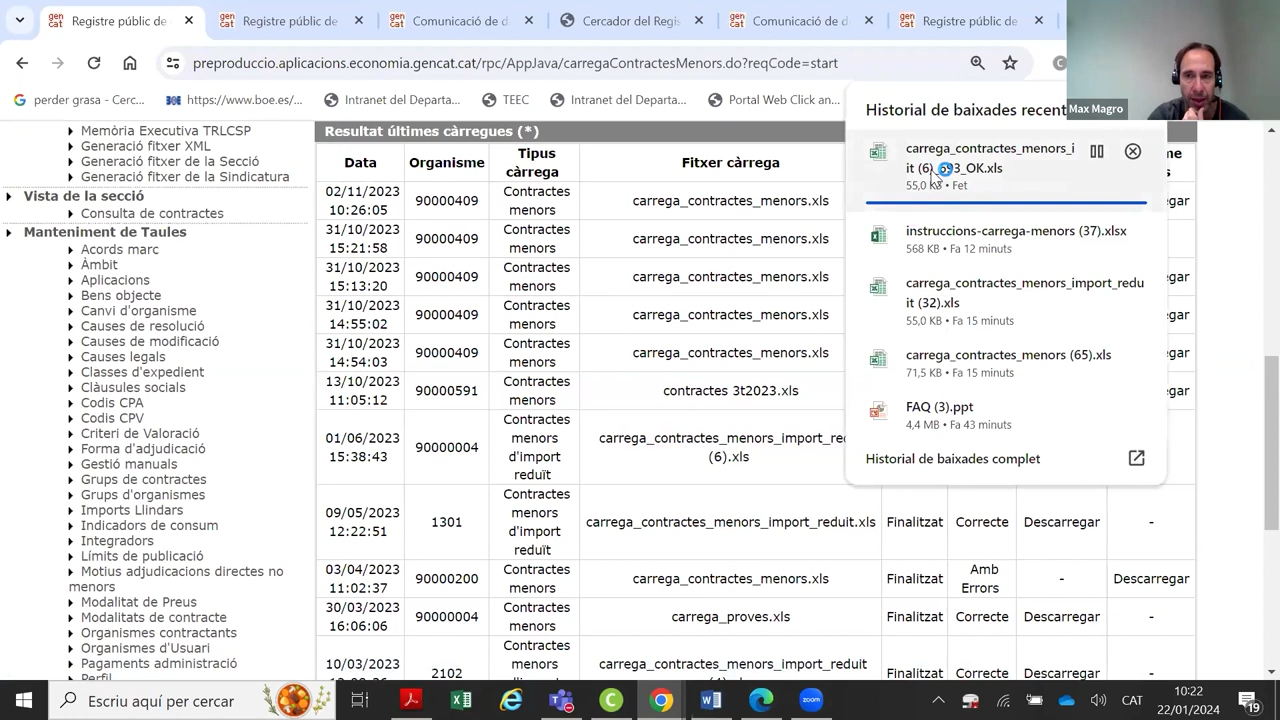 Registre públic de
Registre públic de
Comunicació de d
Cercador del Regis
Comunicació de d
Registre públic de
preproduccio.aplicacions.economia.gencat.cat/rpc/AppJava/carregaContractesMenors.do?reqCode=start
perder grasa - Cerc...
https://www.boe.es/...
Intranet del Departa...
TEEC
Intranet del Departa...
Portal Web Click an...
Max Magro
Memòria Executiva TRLCSP
Generació fitxer XML
Generació fitxer de la Secció
Generació fitxer de la Sindicatura
Vista de la secció
Consulta de contractes
Manteniment de Taules
Acords marc
Àmbit
Aplicacions
Bens objecte
Canvi d'organisme
Causes de resolució
Causes de modificació
Causes legals
Classes d'expedient
Clàusules socials
Codis CPA
Codis CPV
Criteri de Valoració
Forma d'adjudicació
Gestió manuals
Grups de contractes
Grups d'organismes
Imports Llindars
Indicadors de consum
Integradors
Límits de publicació
Motius adjudicacions directes no
menors
Modalitat de Preus
Modalitats de contracte
Organismes contractants
Organismes d'Usuari
Pagaments administració
Perfil
Resultat últimes càrregues (*)
Data
Organisme
Tipus
càrrega
Fitxer càrrega
02/11/2023
10:26:05
90000409
Contractes
menors
carrega_contractes_menors.xls
31/10/2023
15:21:58
90000409
Contractes
menors
carrega_contractes_menors.xls
31/10/2023
15:13:20
90000409
Contractes
menors
carrega_contractes_menors.xls
31/10/2023
14:55:02
90000409
Contractes
menors
carrega_contractes_menors.xls
31/10/2023
14:54:03
90000409
Contractes
menors
carrega_contractes_menors.xls
13/10/2023
11:05:12
90000591
Contractes
menors
contractes 3t2023.xls
01/06/2023
15:38:43
90000004
Contractes
menors
d'import
reduït
carrega_contractes_menors_import_re
(6).xls
09/05/2023
12:22:51
1301
Contractes
menors
d'import
reduït
carrega_contractes_menors_import_reduit.xls
Finalitzat
Correcte
Descarregar
-
03/04/2023
11:02:37
90000200
Contractes
menors
carrega_contractes_menors.xls
Finalitzat
Amb
Errors
-
Descarregar
30/03/2023
16:06:06
90000004
Contractes
menors
carrega_proves.xls
Finalitzat
Correcte
Descarregar
-
10/03/2023
2102
Contractes
menors
carrega_contractes_menors_import_reduit
Finalitzat
Correcte
Descarregar
-
Historial de baixades recent
carrega_contractes_menors_i
it (6) 93_OK.xls
55,0 KB • Fet
instruccions-carrega-menors (37).xlsx
568 KB • Fa 12 minuts
carrega_contractes_menors_import_redu
it (32).xls
55,0 KB • Fa 15 minuts
carrega_contractes_menors (65).xls
71,5 KB • Fa 15 minuts
FAQ (3).ppt
4,4 MB • Fa 43 minuts
Historial de baixades complet
Escriu aquí per cercar
zoom
CAT
10:22
22/01/2024
19